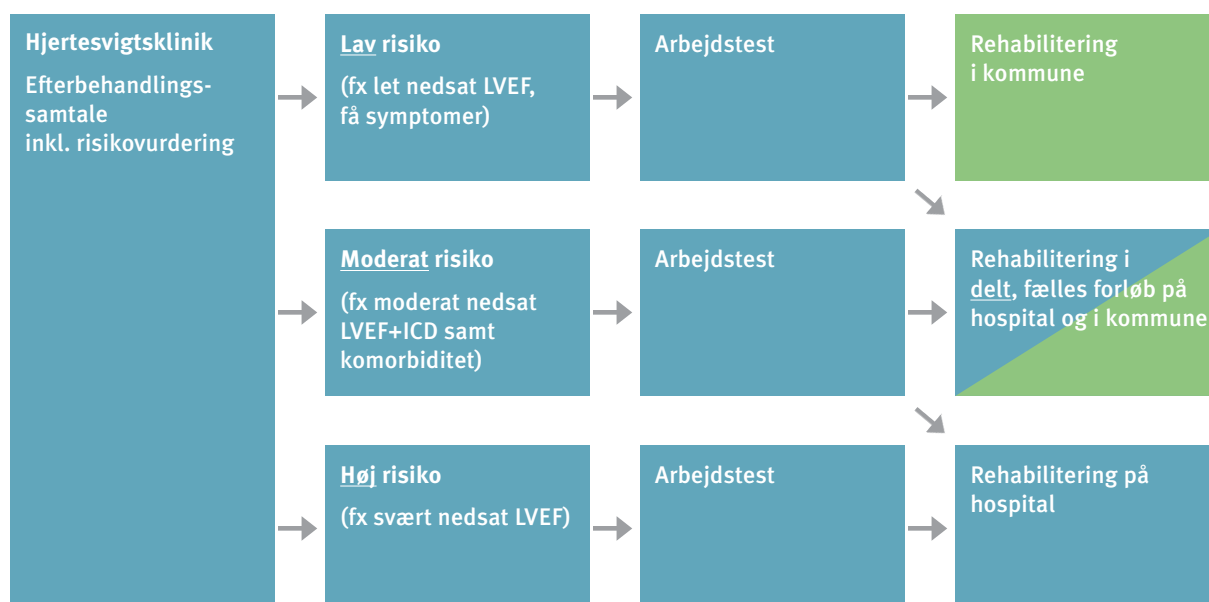 Hjertesvigtsklinik
Efterbehandlings-
samtale
inkl. risikovurdering
Lav risiko
(fx let nedsat LVEF,
få symptomer)
Arbejdstest
Rehabilitering
i kommune
Moderat risiko
(fx moderat nedsat
LVEF+ICD samt
komorbiditet)
Arbejdstest
Rehabilitering i
delt, fælles forløb på
hospital og i kommune
Høj risiko
(fx svært nedsat LVEF)
Arbejdstest
Rehabilitering på
hospital